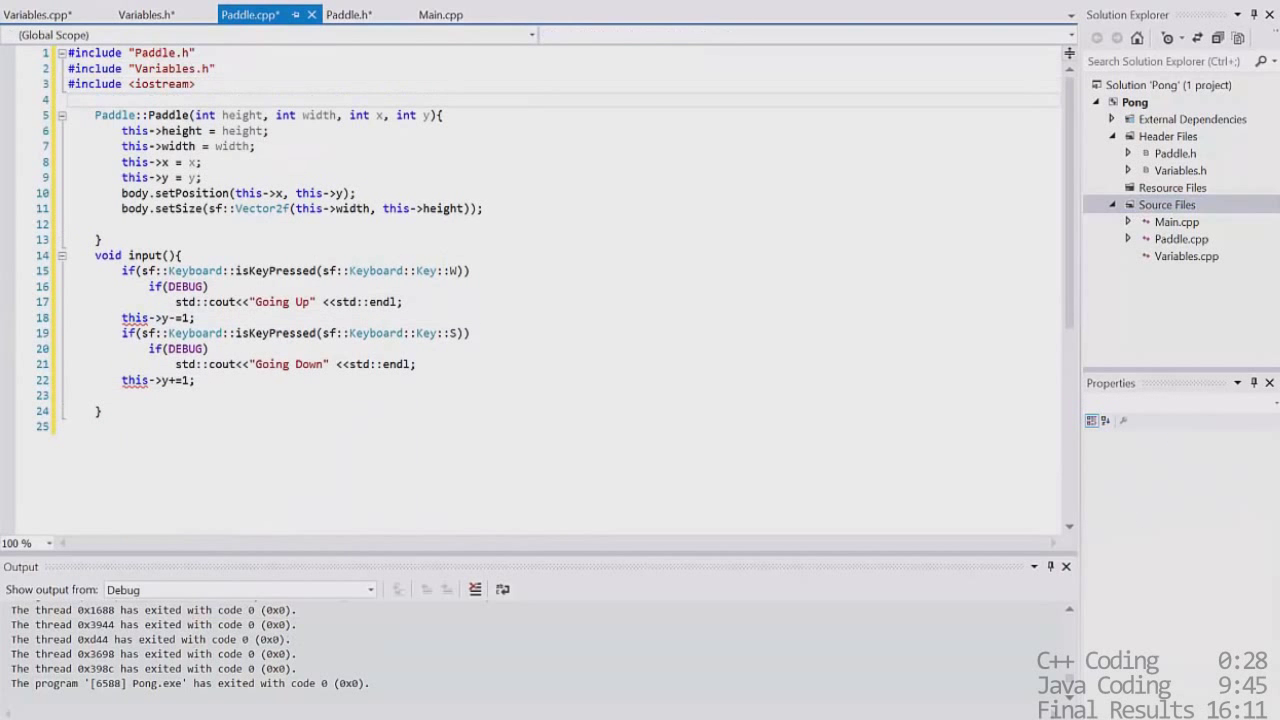 Variables.cpp* Variables.h* Paddle.cpp* Paddle.h* Main.cpp
(Global Scope)
1 #include "Paddle.h"
2 #include "Variables.h"
3 #include <iostream>
4
5 Paddle::Paddle(int height, int width, int x, int y){
6 this->height = height;
7 this->width = width;
8 this->x = x;
9 this->y = y;
10 body.setPosition(this->x, this->y);
11 body.setSize(sf::Vector2f(this->width, this->height));
12
13 }
14 void input(){
15 if(sf::Keyboard::isKeyPressed(sf::Keyboard::Key::W))
16 if(DEBUG)
17 std::cout<<"Going Up" <<std::endl;
18 this->y-=1;
19 if(sf::Keyboard::isKeyPressed(sf::Keyboard::Key::S))
20 if(DEBUG)
21 std::cout<<"Going Down" <<std::endl;
22 this->y+=1;
23
24 }
25
100 %
Output
Show output from: Debug
The thread 0x1688 has exited with code 0 (0x0).
The thread 0x3944 has exited with code 0 (0x0).
The thread 0xd44 has exited with code 0 (0x0).
The thread 0x3698 has exited with code 0 (0x0).
The thread 0x398c has exited with code 0 (0x0).
The program '[6588] Pong.exe' has exited with code 0 (0x0).
Solution Explorer
Search Solution Explorer (Ctrl+;)
Solution 'Pong' (1 project)
Pong
External Dependencies
Header Files
Paddle.h
Variables.h
Resource Files
Source Files
Main.cpp
Paddle.cpp
Variables.cpp
Properties
C++ Coding 0:28
Java Coding 9:45
Final Results 16:11